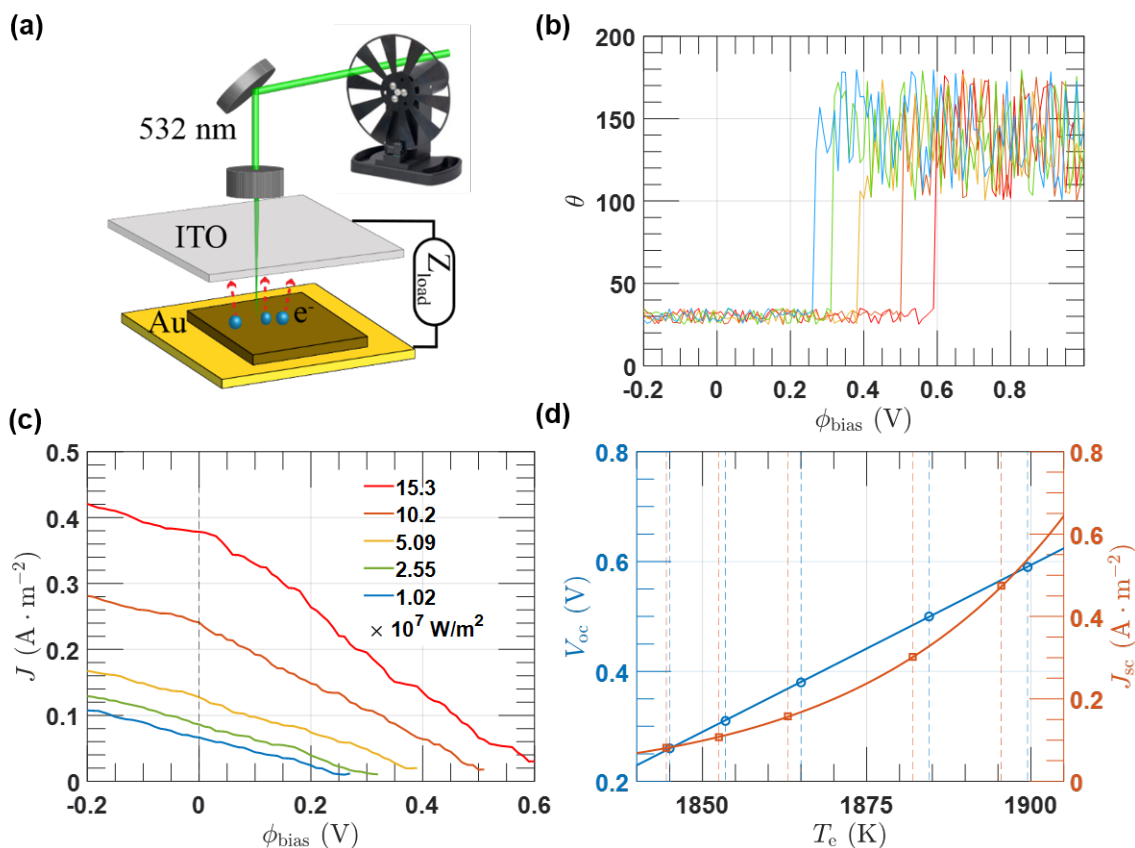 (a)
532 nm
ITO
Au
e⁻
Z_load
(b)
200
150
100
50
0
θ
-0.2 0 0.2 0.4 0.6 0.8
ϕ_bias (V)
(c)
0.5
0.4
0.3
0.2
0.1
0
J (A · m⁻²)
15.3
10.2
5.09
2.55
1.02
× 10⁷ W/m²
-0.2 0 0.2 0.4 0.6
ϕ_bias (V)
(d)
0.8
0.6
0.4
0.2
V_oc (V)
0.8
0.6
0.4
0.2
0
J_sc (A · m⁻²)
1850 1875 1900
T_e (K)